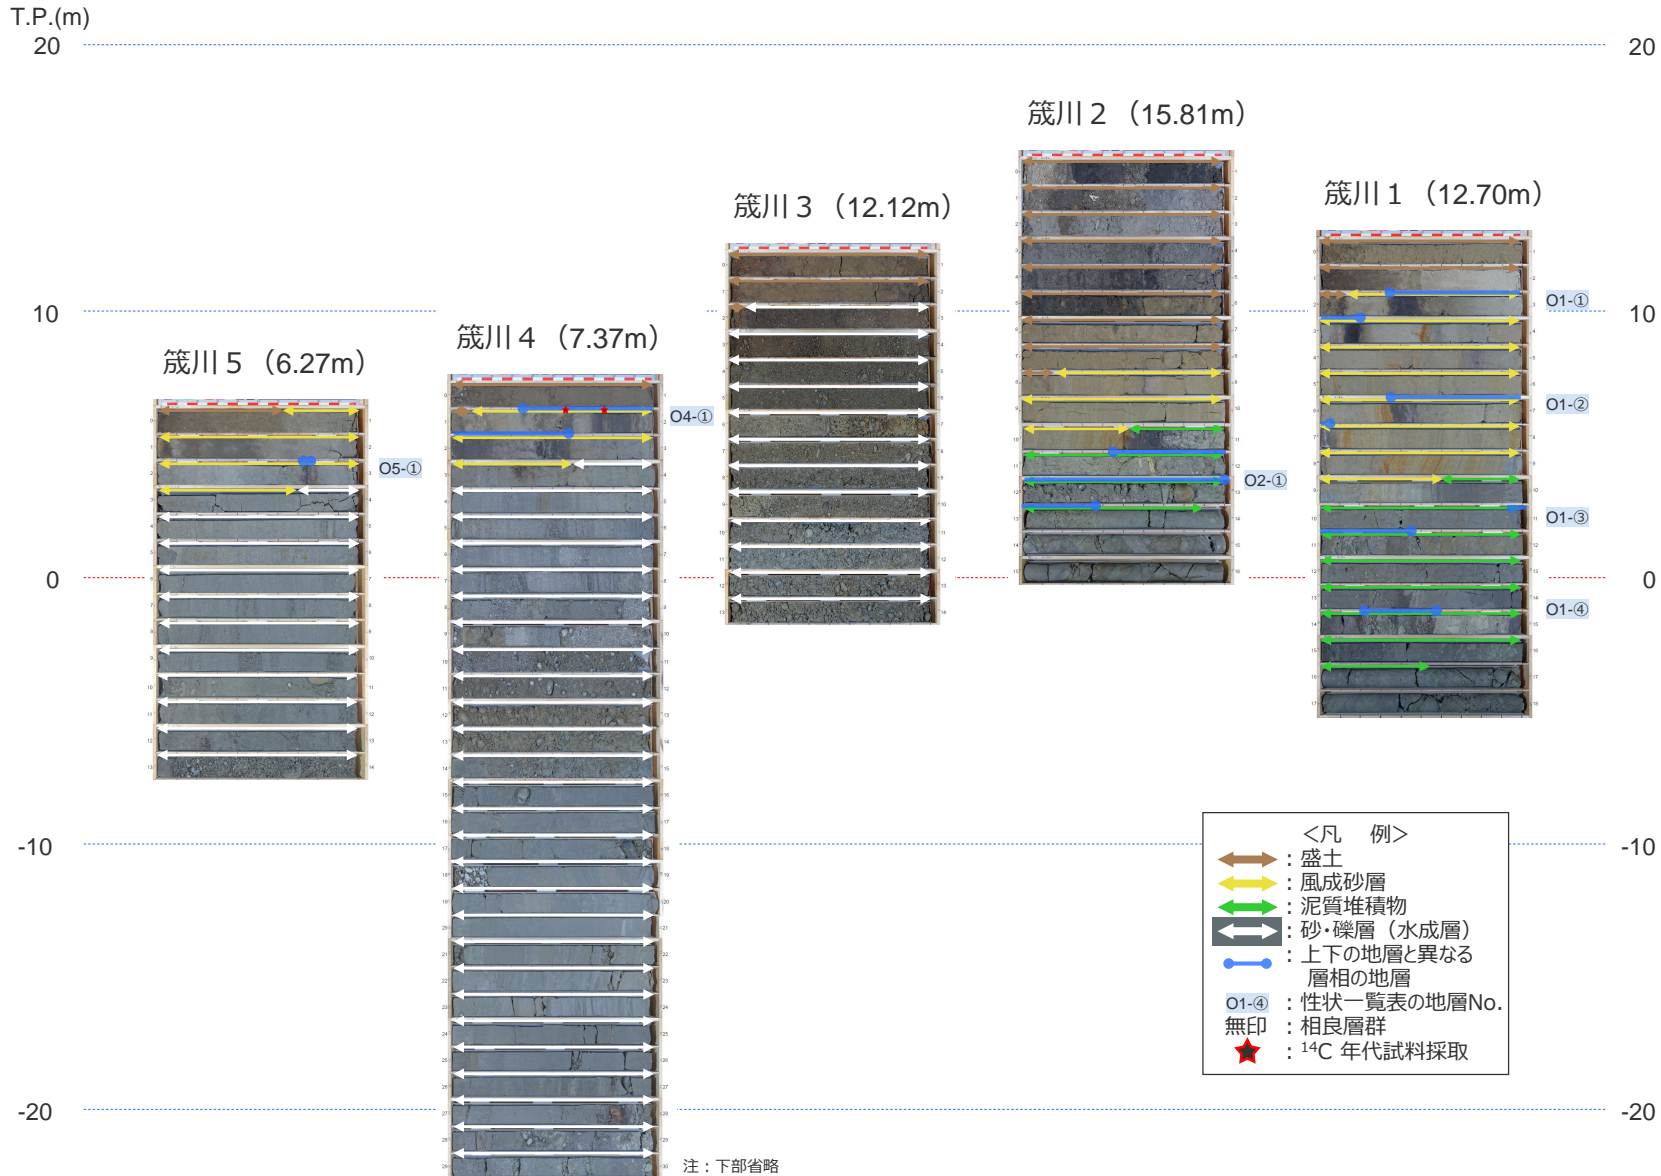 T.P.(m)
20
20
筬川２（15.81m）
筬川１（12.70m）
筬川３（12.12m）
10
10
O1-①
筬川４（7.37m）
筬川５（6.27m）
O1-②
O4-①
O5-①
O2-①
O1-③
0
0
O1-④
-10
-10
＜凡　例＞
：盛土
：風成砂層
：泥質堆積物
：砂・礫層（水成層）
：上下の地層と異なる
層相の地層
O1-④：性状一覧表の地層No.
無印：相良層群
：14C 年代試料採取
-20
-20
注：下部省略